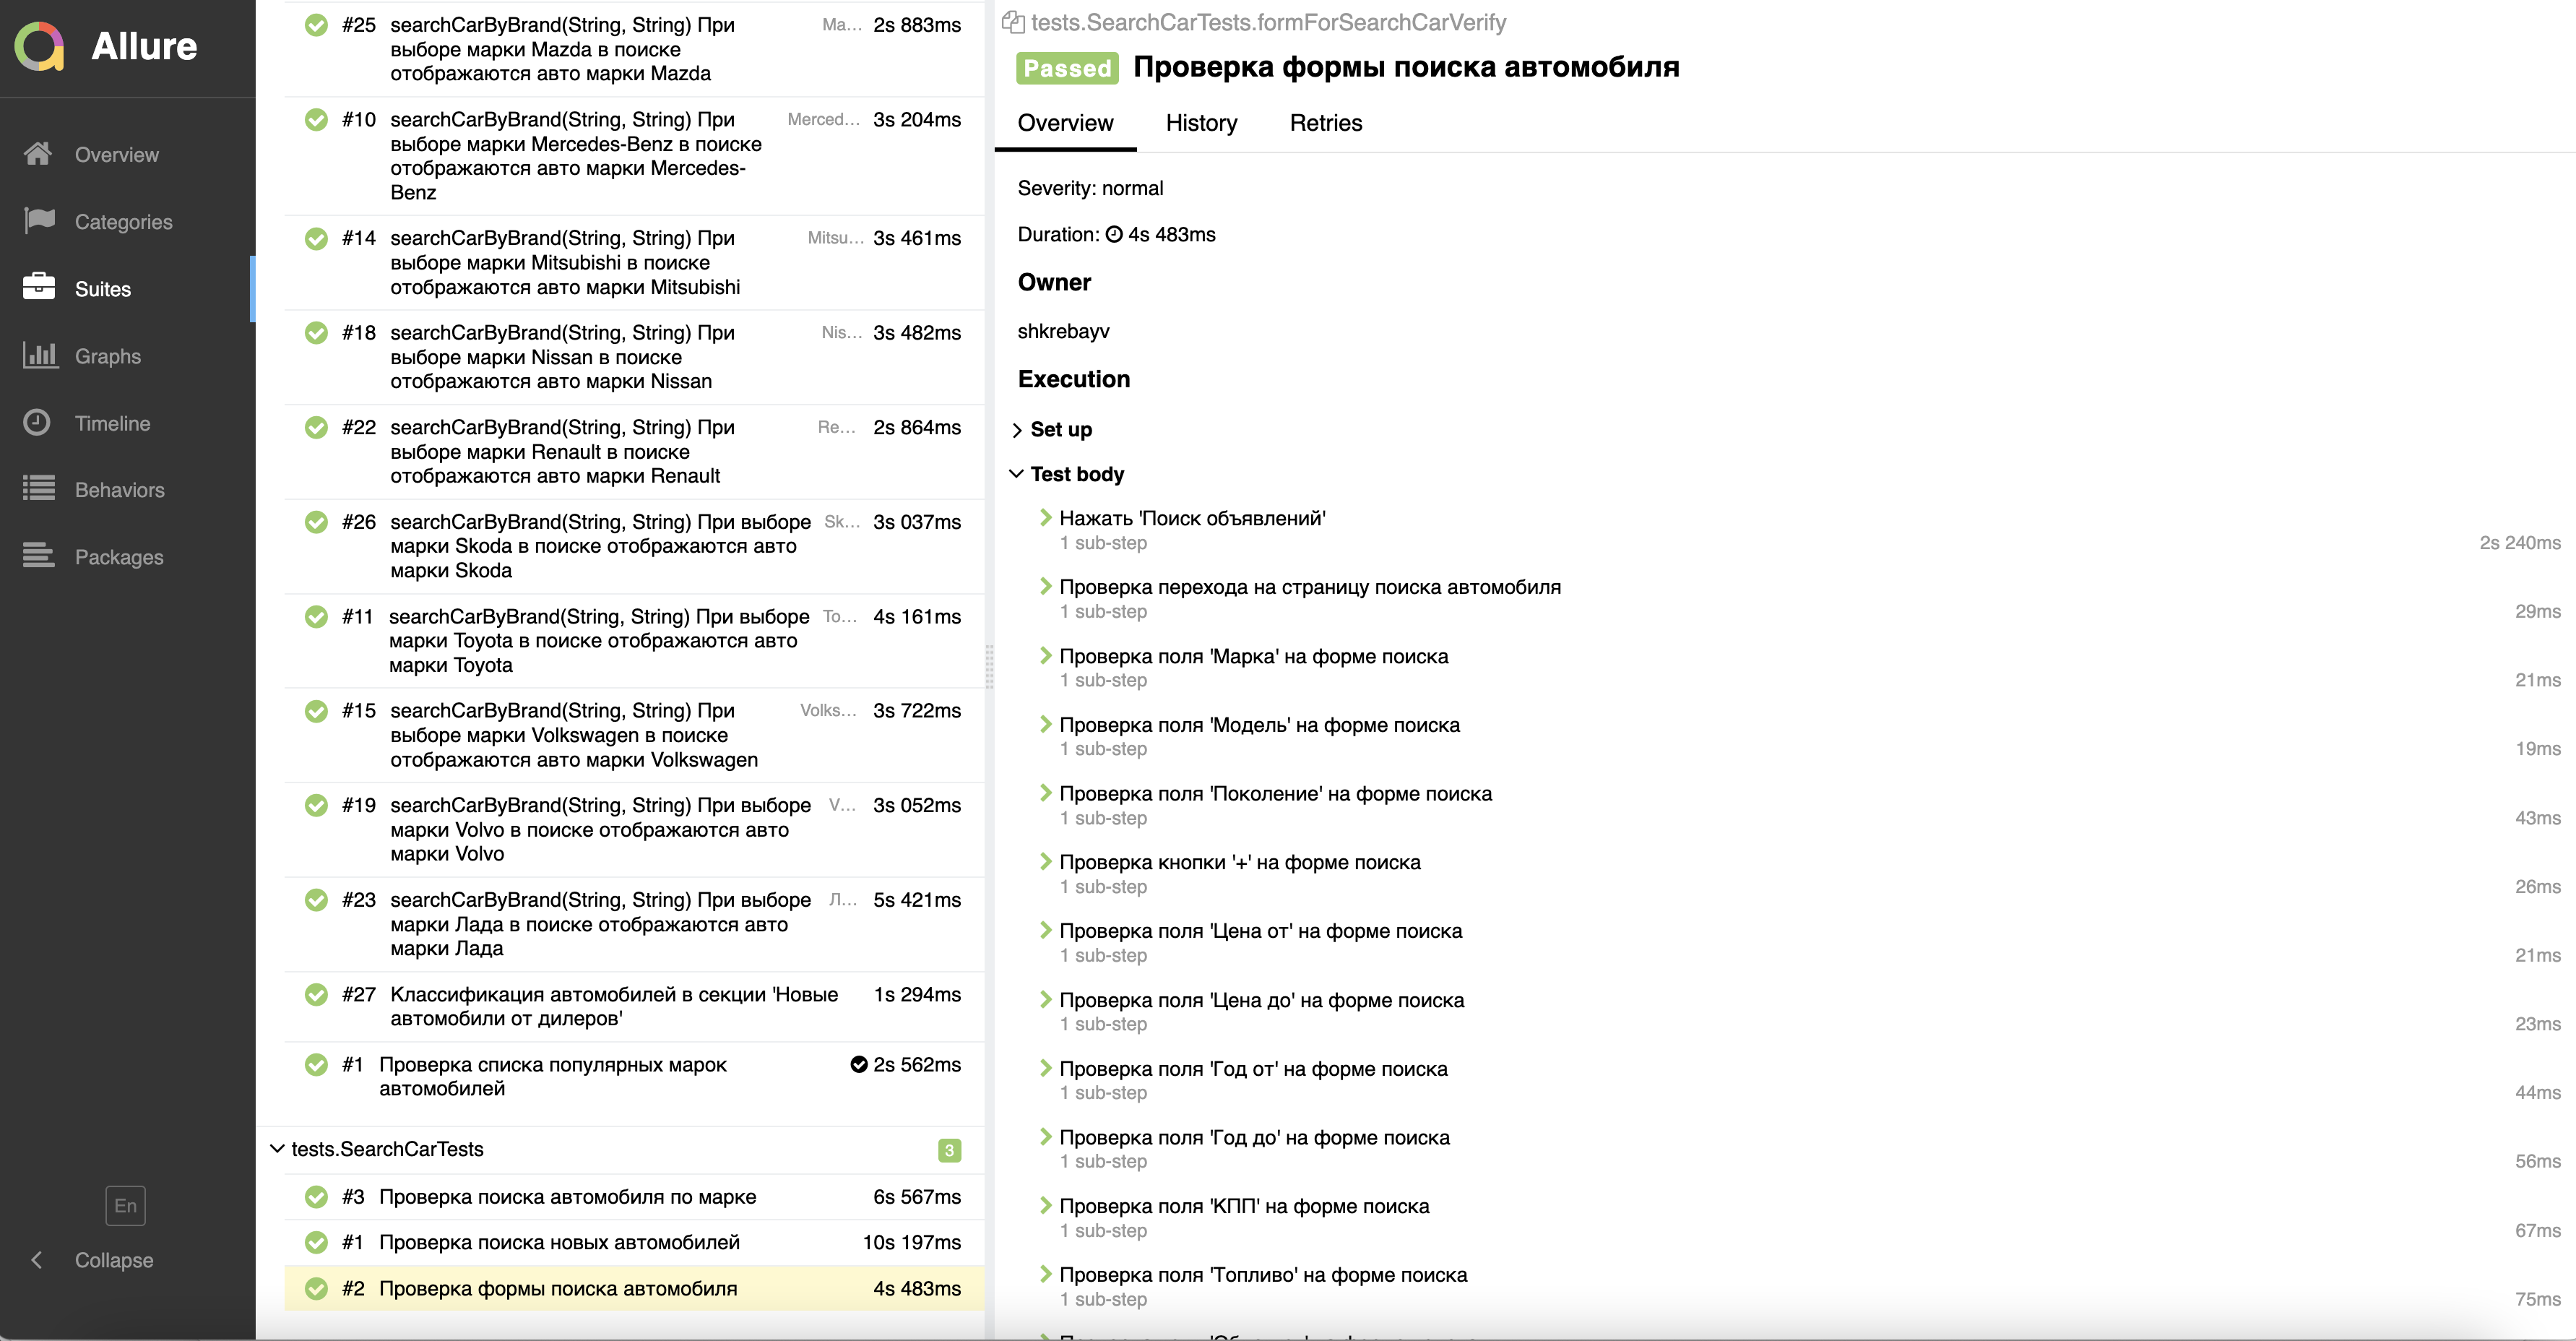 Allure
Overview
Categories
Suites
Graphs
Timeline
Behaviors
Packages
En
Collapse
#25 searchCarByBrand(String, String) При Ma... 2s 883ms
выборе марки Mazda в поиске
отображаются авто марки Mazda
#10 searchCarByBrand(String, String) При Merced... 3s 204ms
выборе марки Mercedes-Benz в поиске
отображаются авто марки Mercedes-
Benz
#14 searchCarByBrand(String, String) При Mitsu... 3s 461ms
выборе марки Mitsubishi в поиске
отображаются авто марки Mitsubishi
#18 searchCarByBrand(String, String) При Nis... 3s 482ms
выборе марки Nissan в поиске
отображаются авто марки Nissan
#22 searchCarByBrand(String, String) При Re... 2s 864ms
выборе марки Renault в поиске
отображаются авто марки Renault
#26 searchCarByBrand(String, String) При выборе Sk... 3s 037ms
марки Skoda в поиске отображаются авто
марки Skoda
#11 searchCarByBrand(String, String) При выборе To... 4s 161ms
марки Toyota в поиске отображаются авто
марки Toyota
#15 searchCarByBrand(String, String) При Volks... 3s 722ms
выборе марки Volkswagen в поиске
отображаются авто марки Volkswagen
#19 searchCarByBrand(String, String) При выборе V... 3s 052ms
марки Volvo в поиске отображаются авто
марки Volvo
#23 searchCarByBrand(String, String) При выборе Л... 5s 421ms
марки Лада в поиске отображаются авто
марки Лада
#27 Классификация автомобилей в секции 'Новые 1s 294ms
автомобили от дилеров'
#1 Проверка списка популярных марок 2s 562ms
автомобилей
tests.SearchCarTests 3
#3 Проверка поиска автомобиля по марке 6s 567ms
#1 Проверка поиска новых автомобилей 10s 197ms
#2 Проверка формы поиска автомобиля 4s 483ms
tests.SearchCarTests.formForSearchCarVerify
Passed Проверка формы поиска автомобиля
Overview History Retries
Severity: normal
Duration: 4s 483ms
Owner
shkrebayv
Execution
Set up
Test body
Нажать 'Поиск объявлений'
1 sub-step 2s 240ms
Проверка перехода на страницу поиска автомобиля
1 sub-step 29ms
Проверка поля 'Марка' на форме поиска
1 sub-step 21ms
Проверка поля 'Модель' на форме поиска
1 sub-step 19ms
Проверка поля 'Поколение' на форме поиска
1 sub-step 43ms
Проверка кнопки '+' на форме поиска
1 sub-step 26ms
Проверка поля 'Цена от' на форме поиска
1 sub-step 21ms
Проверка поля 'Цена до' на форме поиска
1 sub-step 23ms
Проверка поля 'Год от' на форме поиска
1 sub-step 44ms
Проверка поля 'Год до' на форме поиска
1 sub-step 56ms
Проверка поля 'КПП' на форме поиска
1 sub-step 67ms
Проверка поля 'Топливо' на форме поиска
1 sub-step 75ms